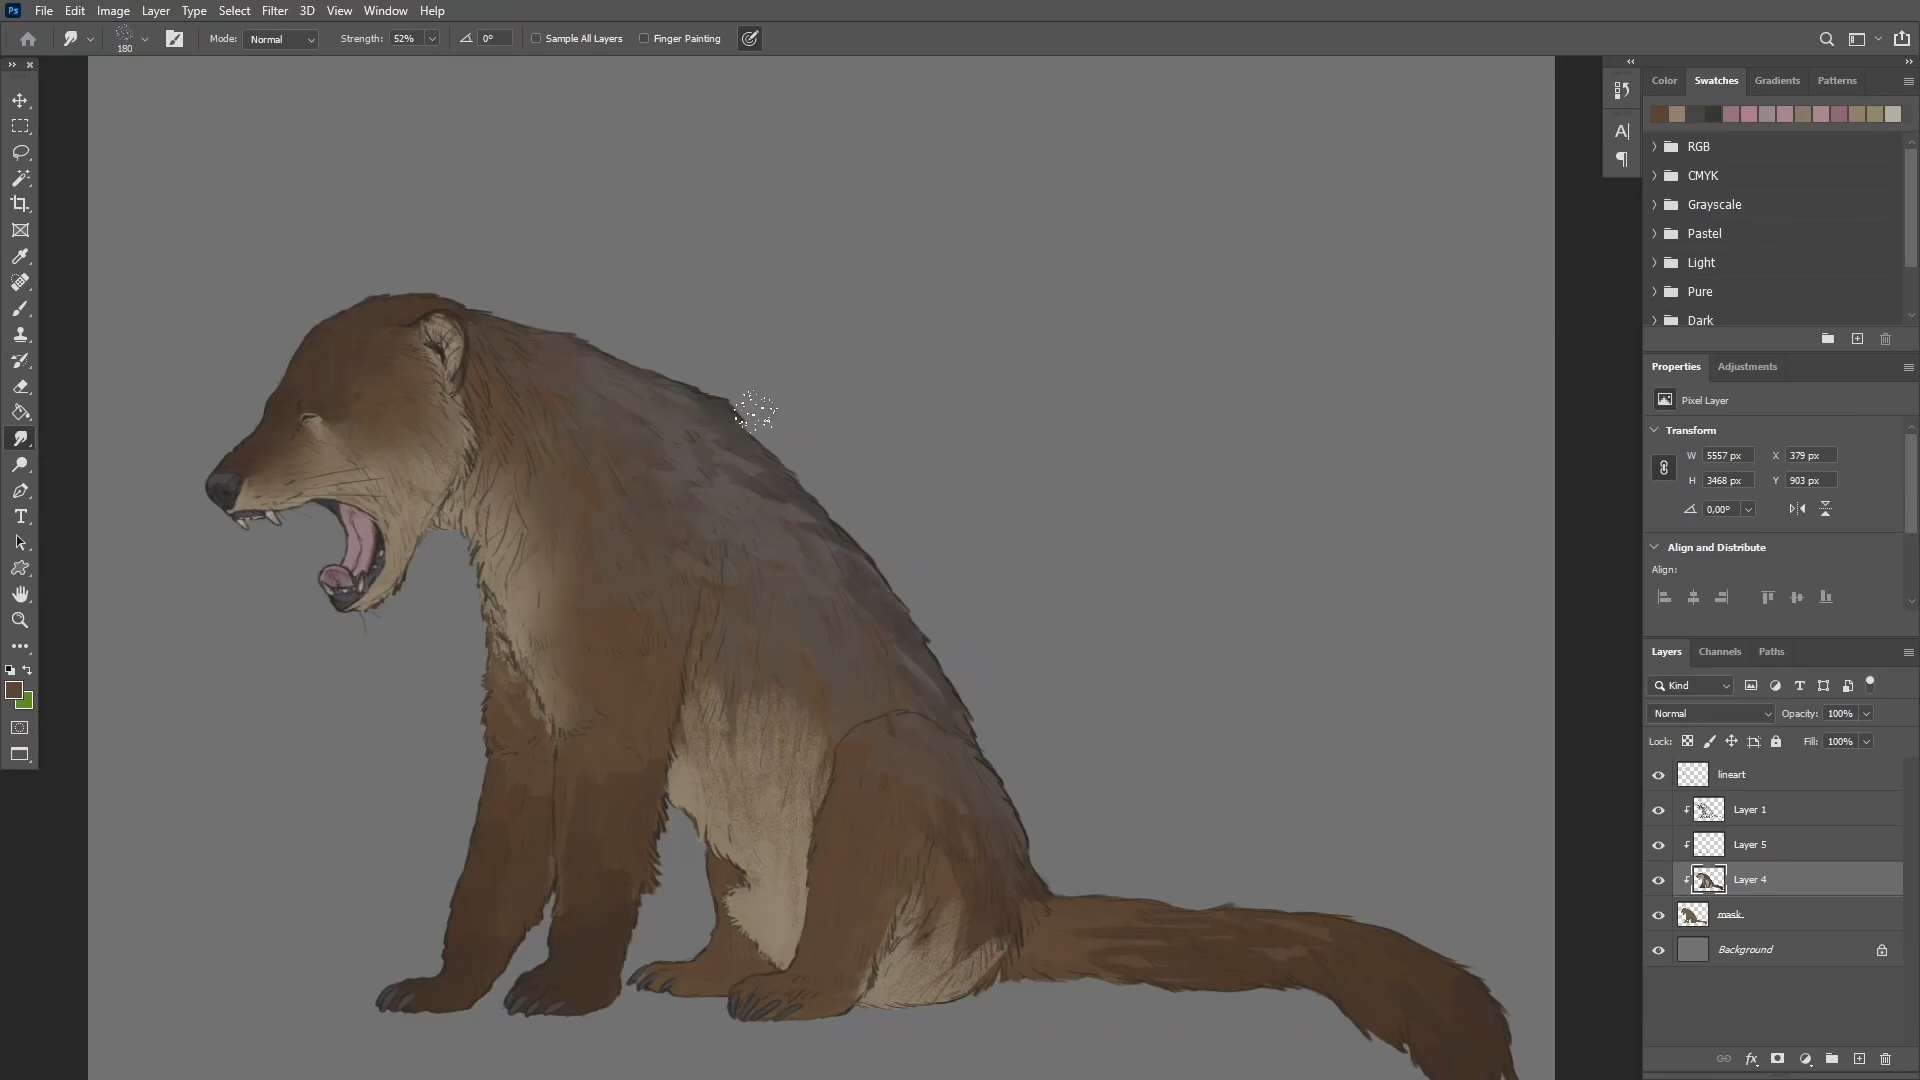 Ps File Edit Image Layer Type Select Filter 3D View Window Help
180 Mode: Normal Strength: 52% 0° Sample All Layers Finger Painting
Color Swatches Gradients Patterns
RGB
CMYK
Grayscale
Pastel
Light
Pure
Dark
Properties Adjustments
Pixel Layer
Transform
W 5557 px X 379 px
H 3468 px Y 903 px
0,00°
Align and Distribute
Align:
Layers Channels Paths
Kind
Normal Opacity: 100%
Lock: Fill: 100%
lineart
Layer 1
Layer 5
Layer 4
mask
Background